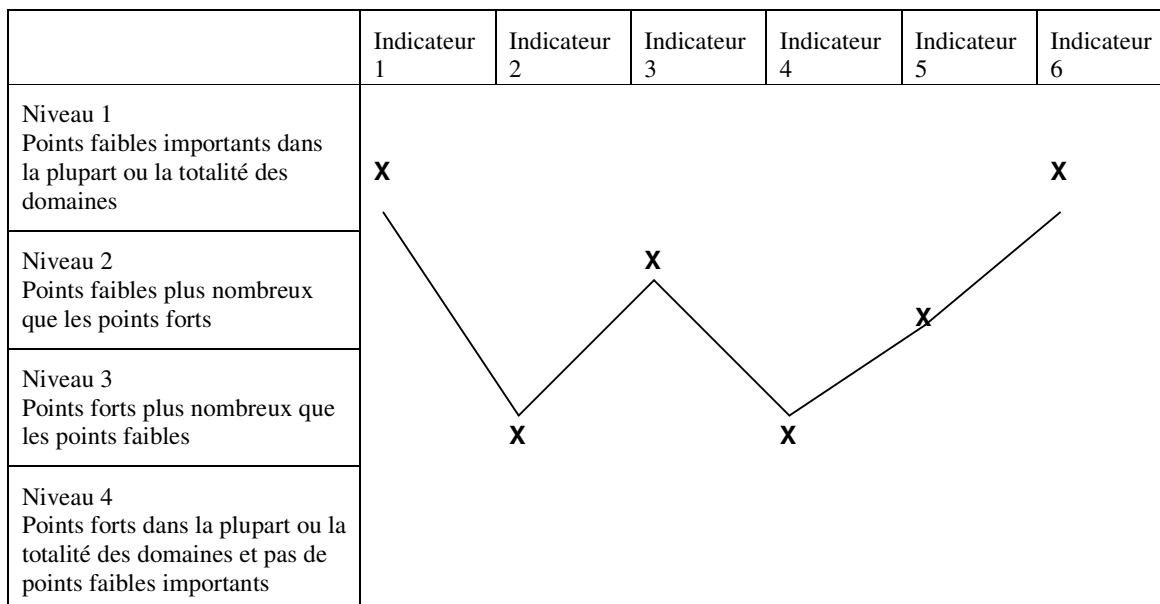 Indicateur 1
Indicateur 2
Indicateur 3
Indicateur 4
Indicateur 5
Indicateur 6
Niveau 1
Points faibles importants dans
la plupart ou la totalité des
domaines
X
X
Niveau 2
Points faibles plus nombreux
que les points forts
X
X
Niveau 3
Points forts plus nombreux que
les points faibles
X
X
Niveau 4
Points forts dans la plupart ou la
totalité des domaines et pas de
points faibles importants